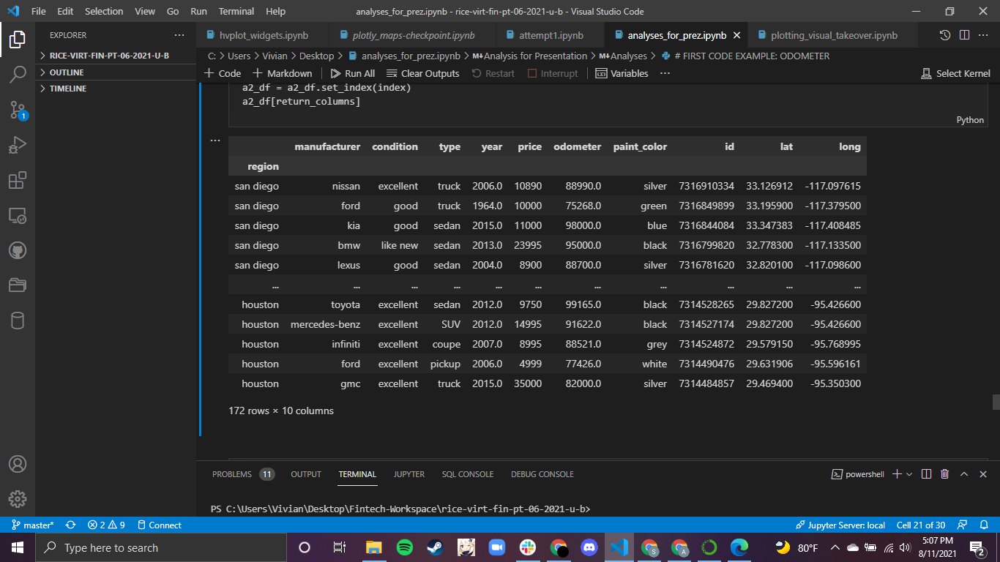 File Edit Selection View Go Run Terminal Help analyses_for_prez.ipynb - rice-virt-fin-pt-06-2021-u-b - Visual Studio Code
EXPLORER ···
RICE-VIRT-FIN-PT-06-2021-U-B
OUTLINE
TIMELINE
1
hvplot_widgets.ipynb plotly_maps-checkpoint.ipynb attempt1.ipynb analyses_for_prez.ipynb plotting_visual_takeover.ipynb ···
C: > Users > Vivian > Desktop > analyses_for_prez.ipynb > M↓Analysis for Presentation > M↓Analyses > # FIRST CODE EXAMPLE: ODOMETER
+ Code + Markdown Run All Clear Outputs Restart Interrupt Variables ··· Select Kernel
a2_df = a2_df.set_index(index)
a2_df[return_columns]
Python
···
manufacturer condition type year price odometer paint_color id lat long
region
san diego nissan excellent truck 2006.0 10890 88990.0 silver 7316910334 33.126912 -117.097615
san diego ford good truck 1964.0 10000 75268.0 green 7316849899 33.195900 -117.379500
san diego kia good sedan 2015.0 11000 98000.0 blue 7316844084 33.347383 -117.408485
san diego bmw like new sedan 2013.0 23995 95000.0 black 7316799820 32.778300 -117.133500
san diego lexus good sedan 2004.0 8900 88700.0 silver 7316781620 32.820100 -117.098600
... ... ... ... ... ... ... ... ... ... ...
houston toyota excellent sedan 2012.0 9750 99165.0 black 7314528265 29.827200 -95.426600
houston mercedes-benz excellent SUV 2012.0 14995 91622.0 black 7314527174 29.827200 -95.426600
houston infiniti excellent coupe 2007.0 8995 88521.0 grey 7314524872 29.579150 -95.768995
houston ford excellent pickup 2006.0 4999 77426.0 white 7314490476 29.631906 -95.596161
houston gmc excellent truck 2015.0 35000 82000.0 silver 7314484857 29.469400 -95.350300
172 rows × 10 columns
PROBLEMS 11 OUTPUT TERMINAL JUPYTER SQL CONSOLE DEBUG CONSOLE powershell
PS C:\Users\Vivian\Desktop\Fintech-Workspace\rice-virt-fin-pt-06-2021-u-b>
master* 2 9 Connect Jupyter Server: local Cell 21 of 30
Type here to search S A 80°F 5:07 PM
8/11/2021 2